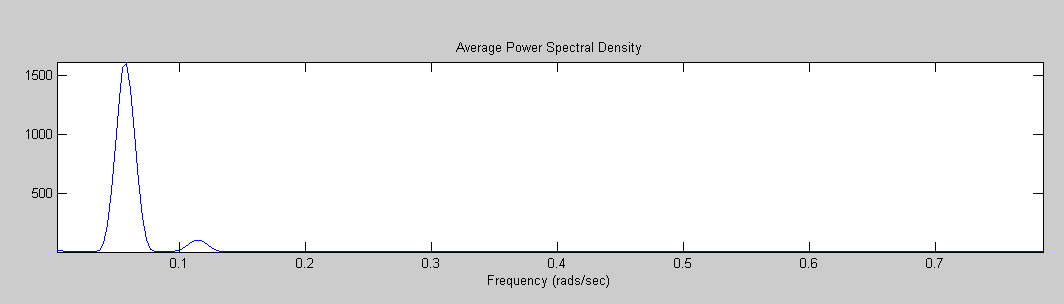 Average Power Spectral Density
1500
1000
500
0.1 0.2 0.3 0.4 0.5 0.6 0.7
Frequency (rads/sec)